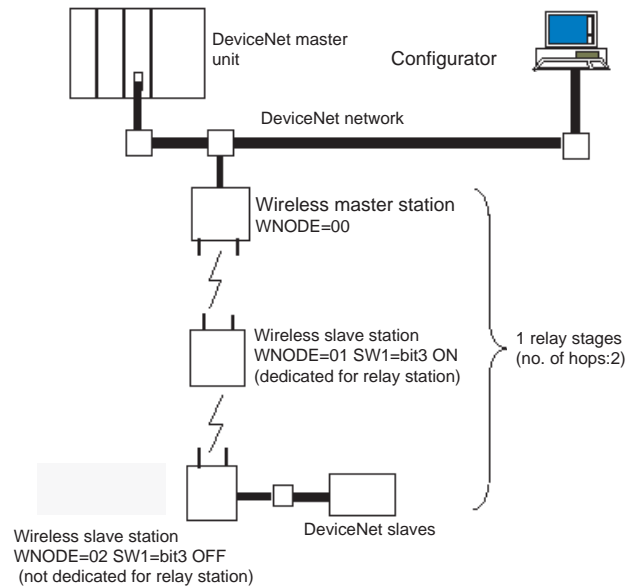 DeviceNet master
unit
Configurator
DeviceNet network
Wireless master station
WNODE=00
Wireless slave station
WNODE=01 SW1=bit3 ON
(dedicated for relay station)
1 relay stages
(no. of hops:2)
DeviceNet slaves
Wireless slave station
WNODE=02 SW1=bit3 OFF
(not dedicated for relay station)